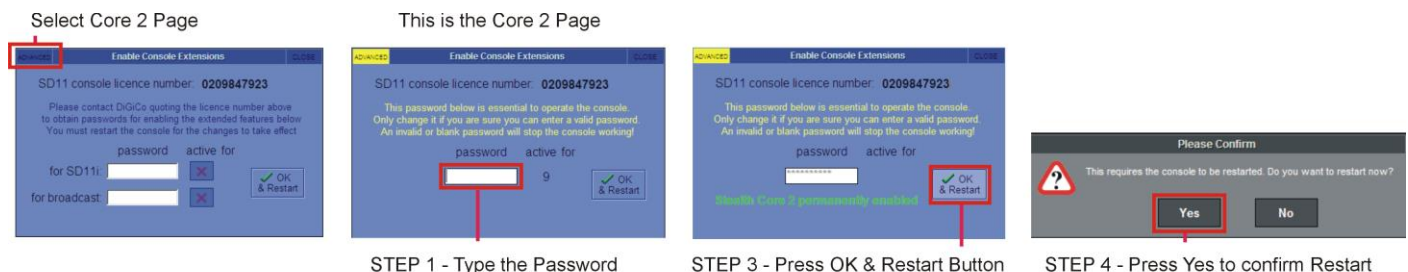 Select Core 2 Page
This is the Core 2 Page
ADVANCED Enable Console Extensions CLOSE
SD11 console licence number: 0209847923
Please contact DiGiCo quoting the licence number above
to obtain passwords for enabling the extended features below
You must restart the console for the changes to take effect
password active for
for SD11i:
for broadcast:
OK
& Restart
ADVANCED Enable Console Extensions CLOSE
SD11 console licence number: 0209847923
This password below is essential to operate the console.
Only change it if you are sure you can enter a valid password.
An invalid or blank password will stop the console working!
password active for
9
OK
& Restart
STEP 1 - Type the Password
ADVANCED Enable Console Extensions CLOSE
SD11 console licence number: 0209847923
This password below is essential to operate the console.
Only change it if you are sure you can enter a valid password.
An invalid or blank password will stop the console working!
password active for
**********
OK
& Restart
Stealth Core 2 permanently enabled
STEP 3 - Press OK & Restart Button
Please Confirm
This requires the console to be restarted. Do you want to restart now?
Yes No
STEP 4 - Press Yes to confirm Restart